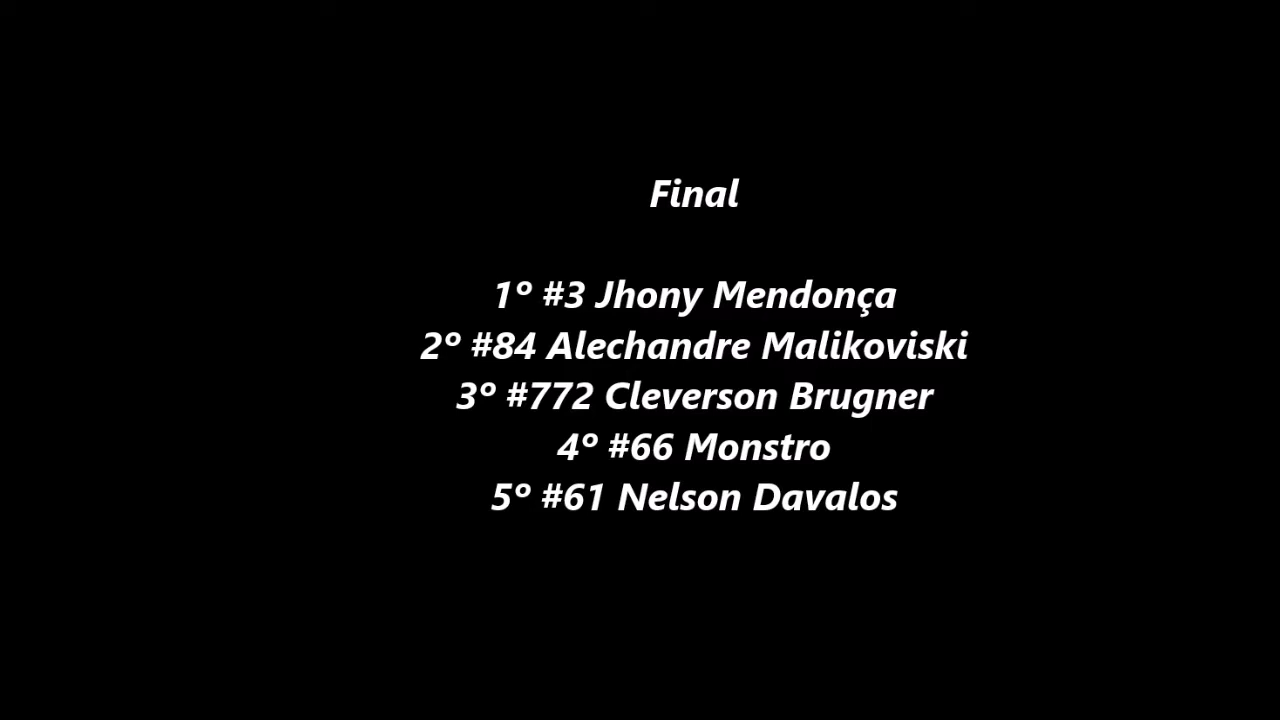 Final
1º #3 Jhony Mendonça
2º #84 Alechandre Malikoviski
3º #772 Cleverson Brugner
4º #66 Monstro
5º #61 Nelson Davalos